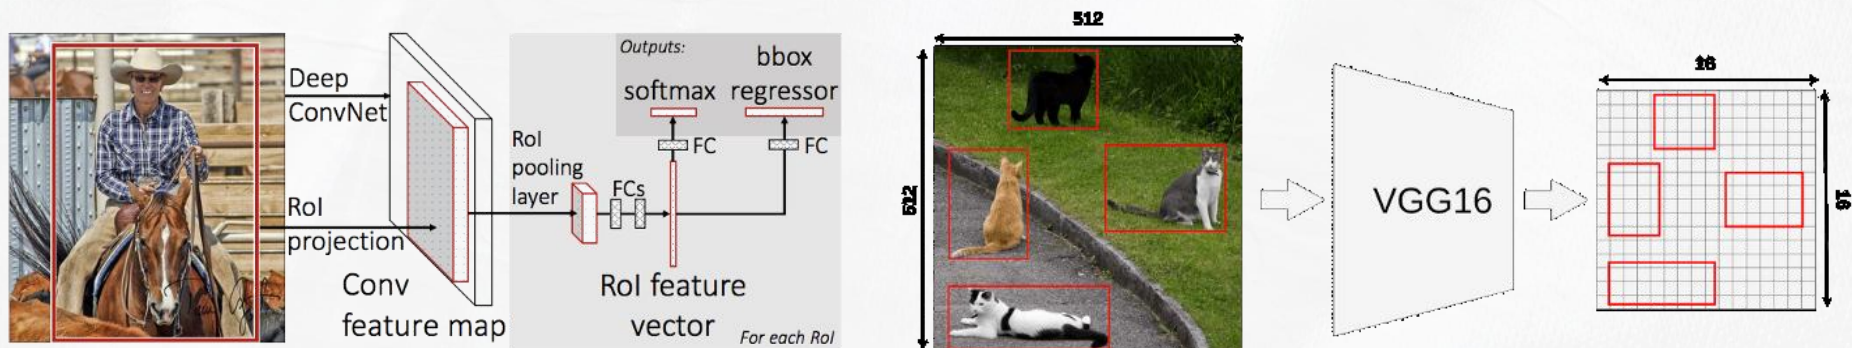 Deep
ConvNet
RoI
projection
Conv
feature map
RoI
pooling
layer
FCs
Outputs:
softmax
bbox
regressor
FC
FC
RoI feature
vector
For each RoI
512
512
VGG16
16
16